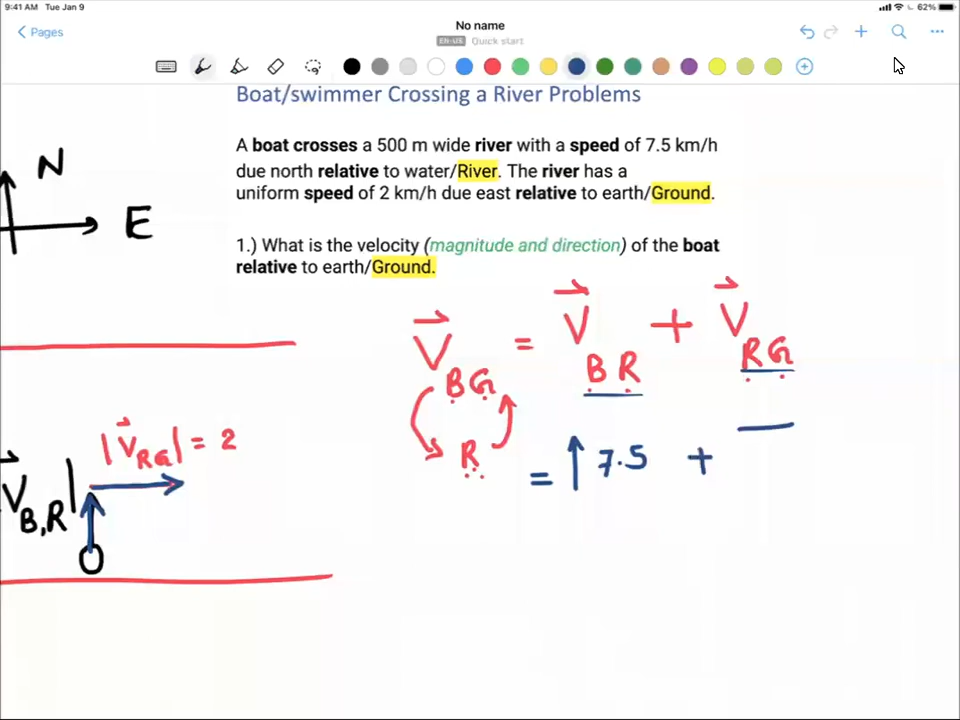 9:41 AM Tue Jan 9
62%
Pages
No name
EN-US Quick start
Boat/swimmer Crossing a River Problems
A boat crosses a 500 m wide river with a speed of 7.5 km/h
due north relative to water/River. The river has a
uniform speed of 2 km/h due east relative to earth/Ground.
1.) What is the velocity (magnitude and direction) of the boat
relative to earth/Ground.
N
E
V BG = V BR + V RG
R
= ↑ 7.5 +
|V RG| = 2
V B,R|